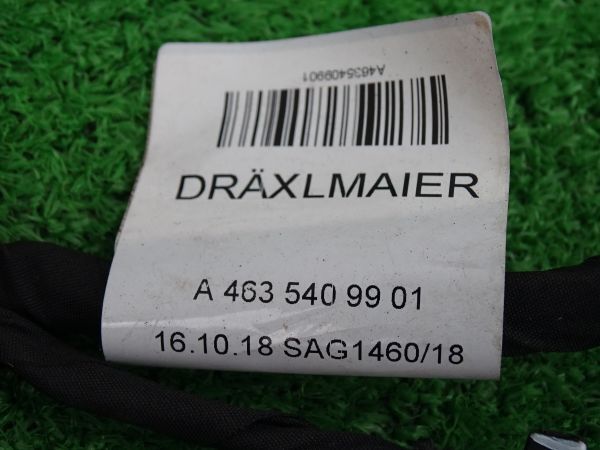 A4635409901
DRÄXLMAIER
A 463 540 99 01
16.10.18 SAG1460/18